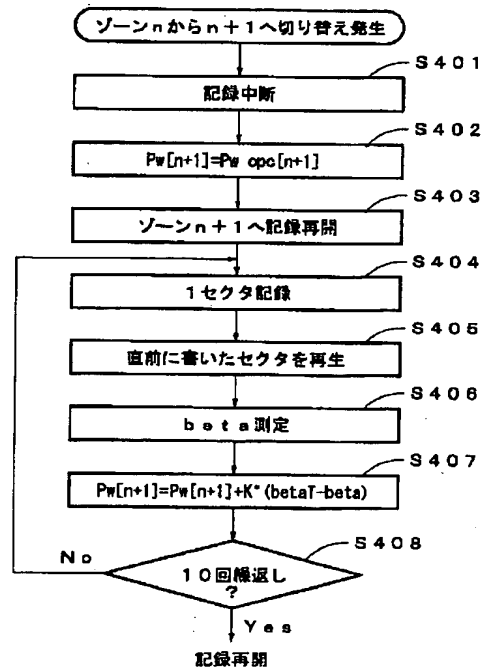 ゾーンnからn+1へ切り替え発生
S401
記録中断
S402
Pw[n+1]=Pw opc[n+1]
S403
ゾーンn+1へ記録再開
S404
1セクタ記録
S405
直前に書いたセクタを再生
S406
beta測定
S407
Pw[n+1]=Pw[n+1]+K*(betaT-beta)
S408
No
10回繰返し
?
Yes
記録再開